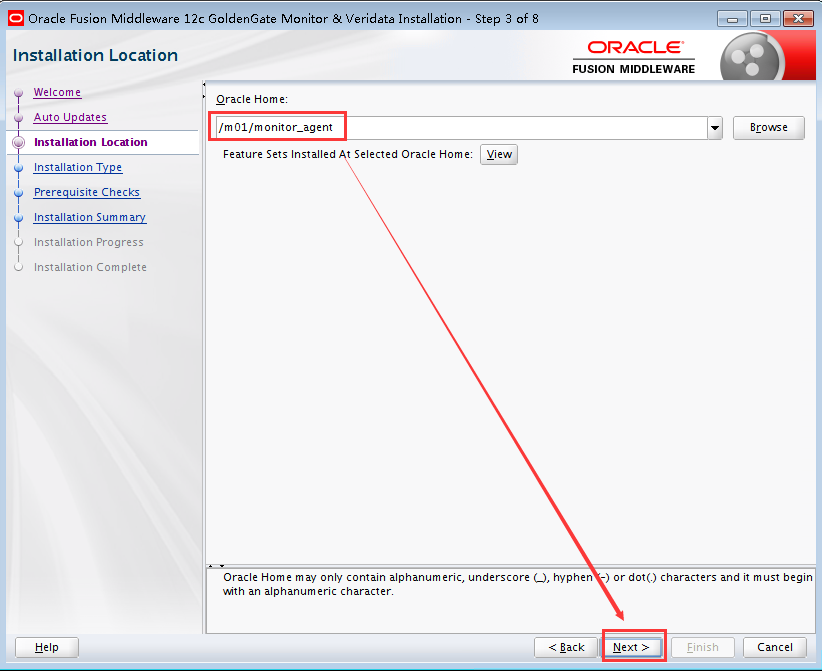 Oracle Fusion Middleware 12c GoldenGate Monitor & Veridata Installation - Step 3 of 8
Installation Location
ORACLE
FUSION MIDDLEWARE
Welcome
Auto Updates
Installation Location
Installation Type
Prerequisite Checks
Installation Summary
Installation Progress
Installation Complete
Oracle Home:
/m01/monitor_agent
Browse
Feature Sets Installed At Selected Oracle Home: View
Oracle Home may only contain alphanumeric, underscore (_), hyphen (-) or dot(.) characters and it must begin
with an alphanumeric character.
Help
< Back
Next >
Finish
Cancel